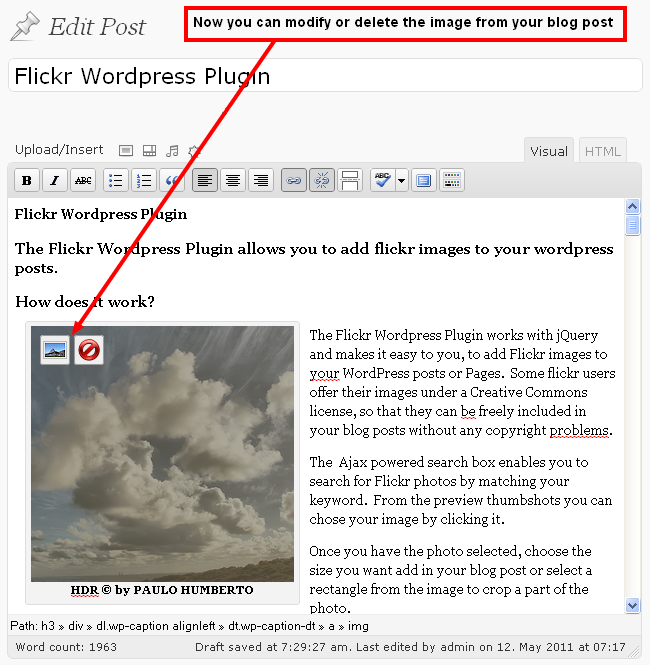 Now you can modify or delete the image from your blog post
Edit Post
Flickr Wordpress Plugin
Upload/Insert
Visual
HTML
B I ABC ABC
Flickr Wordpress Plugin
The Flickr Wordpress Plugin allows you to add flickr images to your wordpress
posts.
How does it work?
The Flickr Wordpress Plugin works with jQuery
and makes it easy to you, to add Flickr images to
your WordPress posts or Pages. Some flickr users
offer their images under a Creative Commons
license, so that they can be freely included in
your blog posts without any copyright problems.
The Ajax powered search box enables you to
search for Flickr photos by matching your
keyword. From the preview thumbshots you can
chose your image by clicking it.
Once you have the photo selected, choose the
size you want add in your blog post or select a
rectangle from the image to crop a part of the
photo.
HDR © by PAULO HUMBERTO
Path: h3 » div » dl.wp-caption alignleft » dt.wp-caption-dt » a » img
Word count: 1963
Draft saved at 7:29:27 am. Last edited by admin on 12. May 2011 at 07:17